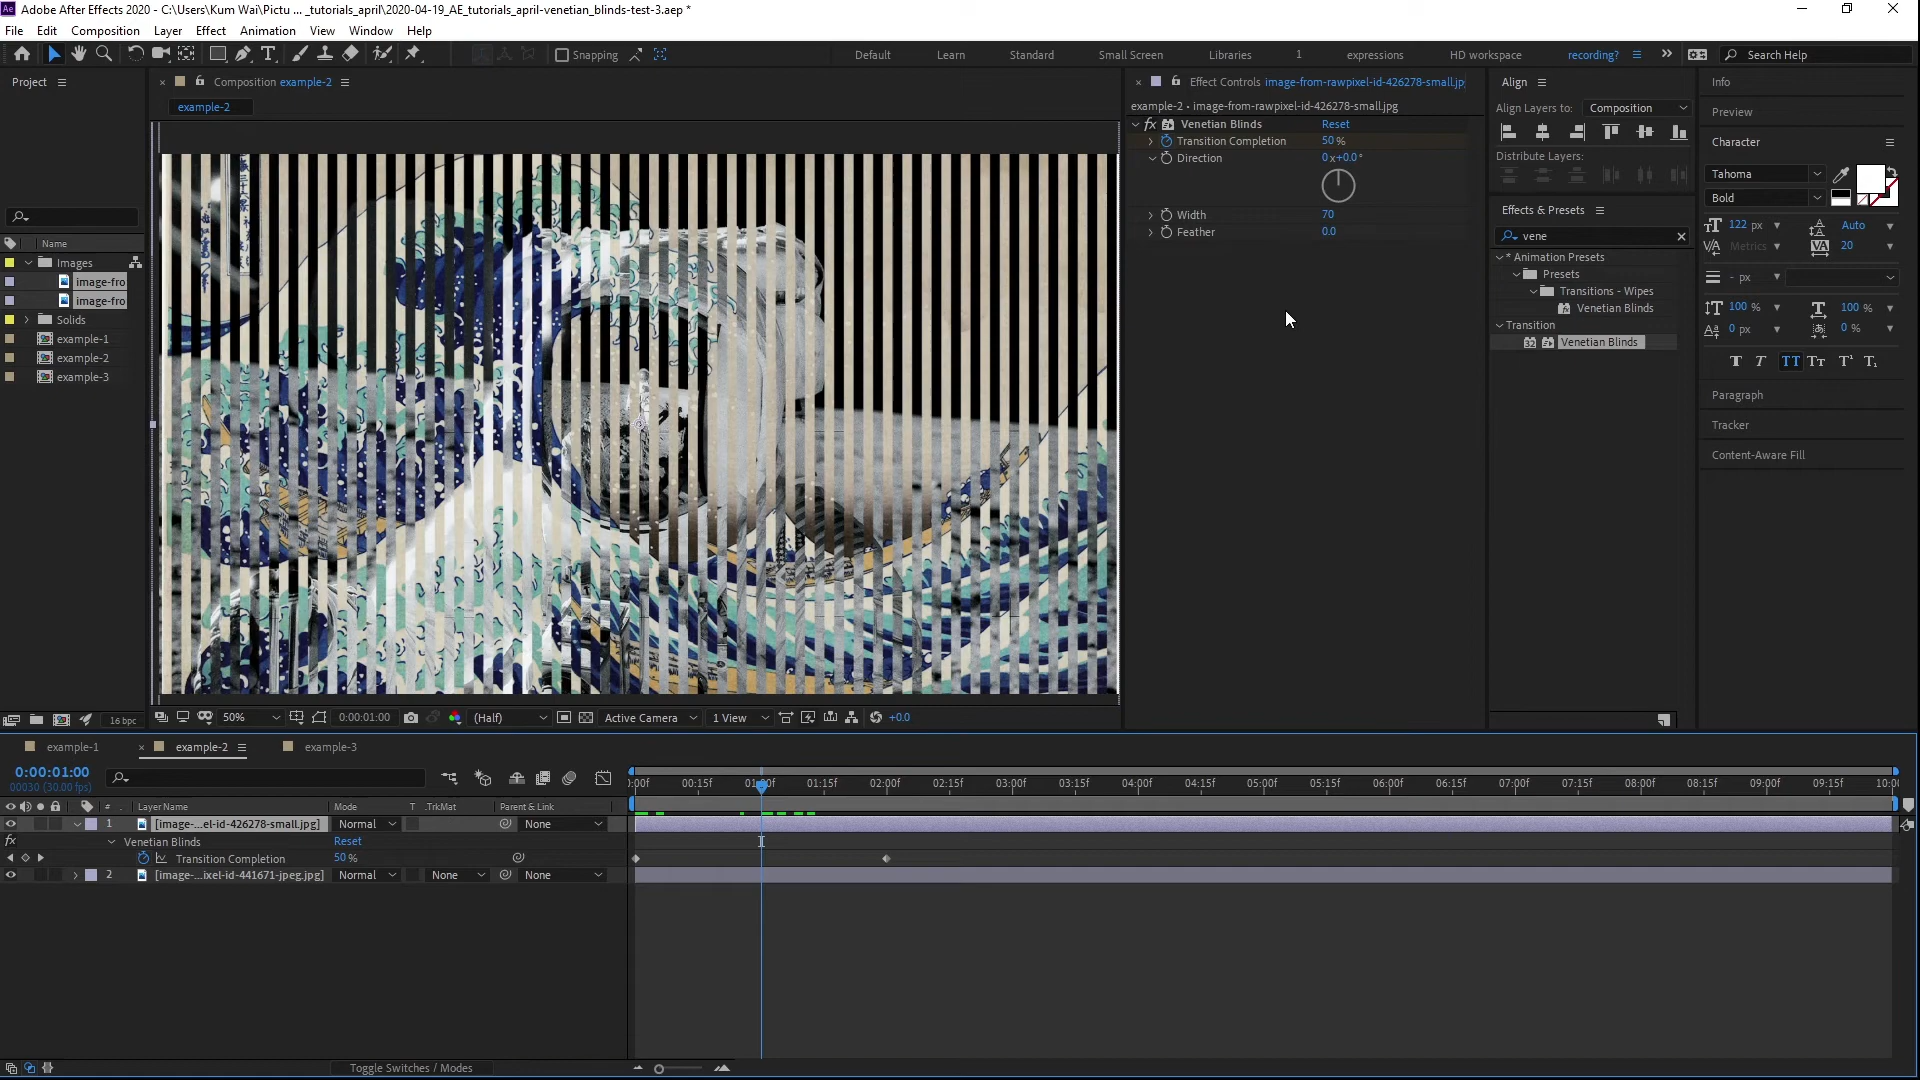 Adobe After Effects 2020 - C:\Users\Kum Wai\Pictu ... _tutorials_april\2020-04-19_AE_tutorials_april-venetian_blinds-test-3.aep *
File Edit Composition Layer Effect Animation View Window Help
Snapping Default Learn Standard Small Screen Libraries 1 expressions HD workspace recording? Search Help
Project
Composition example-2
example-2
Name
Images
image-fro
image-fro
Solids
example-1
example-2
example-3
16 bpc
50% 0:00:01:00 (Half) Active Camera 1 View +0.0
Effect Controls image-from-rawpixel-id-426278-small.jp
example-2 • image-from-rawpixel-id-426278-small.jpg
fx Venetian Blinds Reset
Transition Completion 50 %
Direction 0x+0.0°
Width 70
Feather 0.0
Align
Align Layers to: Composition
Distribute Layers:
Effects & Presets
vene
* Animation Presets
Presets
Transitions - Wipes
Venetian Blinds
Transition
Venetian Blinds
Info
Preview
Character
Tahoma
Bold
122 px Auto
Metrics 20
- px
100 % 100 %
0 px 0 %
T T TT Tt T¹ T₁
Paragraph
Tracker
Content-Aware Fill
example-1 example-2 example-3
0:00:01:00
00030 (30.00 fps)
:00f 00:15f 01:00f 01:15f 02:00f 02:15f 03:00f 03:15f 04:00f 04:15f 05:00f 05:15f 06:00f 06:15f 07:00f 07:15f 08:00f 08:15f 09:00f 09:15f 10:00
# Layer Name Mode T .TrkMat Parent & Link
1 [image-...el-id-426278-small.jpg] Normal None
fx Venetian Blinds Reset
Transition Completion 50 %
2 [image-...ixel-id-441671-jpeg.jpg] Normal None None
Toggle Switches / Modes